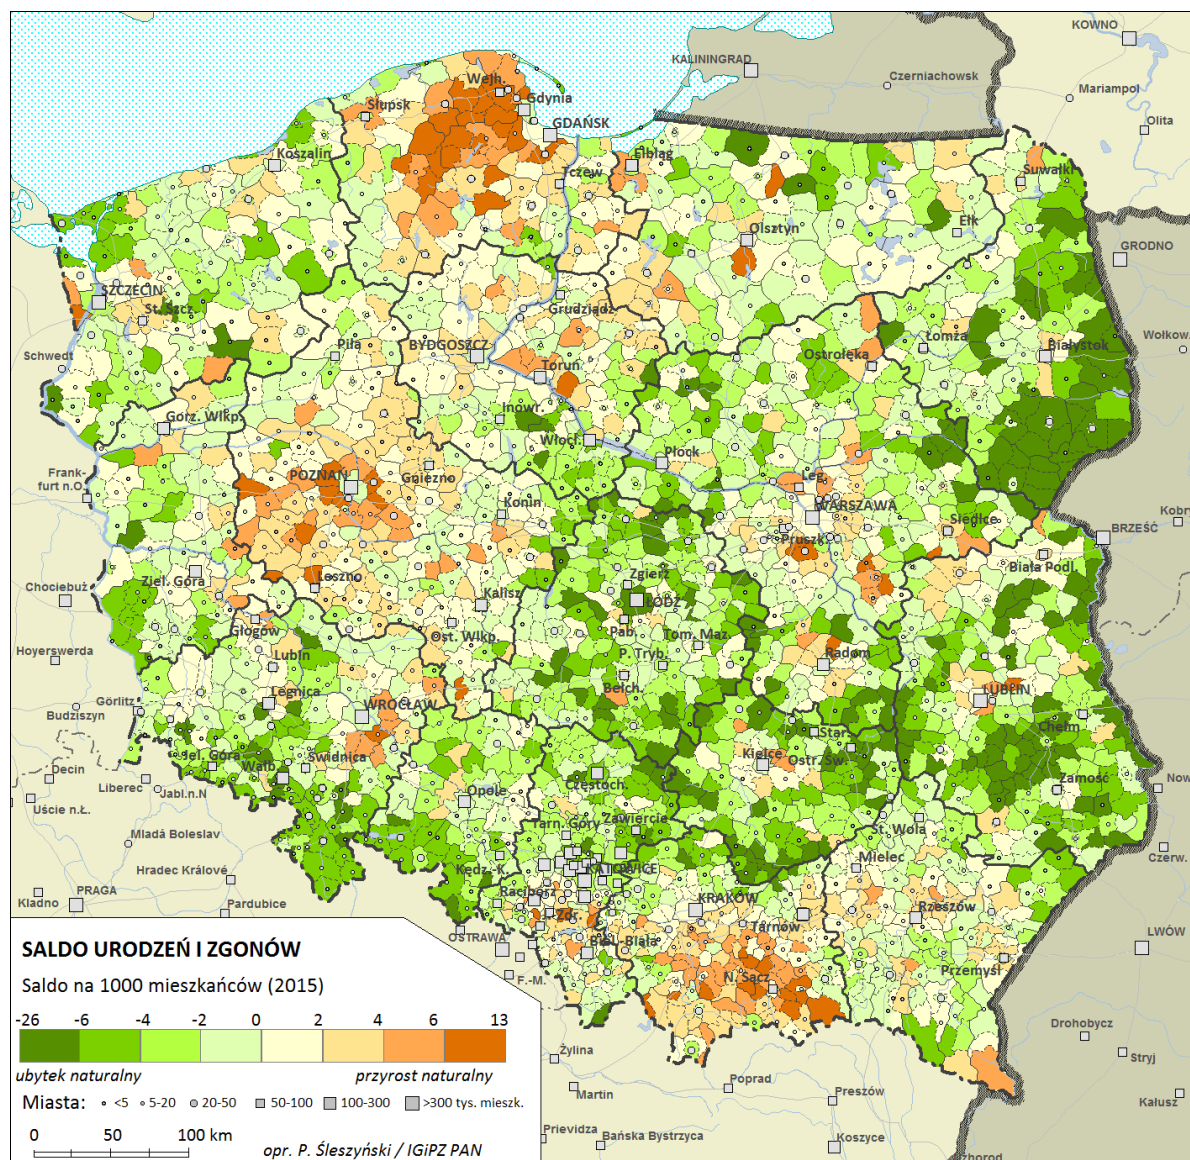 KOWNO
KALININGRAD
Czerniachowsk
Mariampol
Olita
Wejh.
Gdynia
Słupsk
GDAŃSK
Koszalin
Elbląg
Tczew
Suwałki
Ełk
Olsztyn
GRODNO
SZCZECIN
St. Szcz.
Grudziądz
Wołkow.
Schwedt
Piła
BYDGOSZCZ
Ostrołęka
Łomża
Białystok
Toruń
Gorz. Wlkp.
Inowr.
Włocł.
Płock
Frank-
furt n.O.
POZNAŃ
Gniezno
Leg.
Konin
WARSZAWA
Siedlce
Kobry
BRZEŚĆ
Pruszk.
Chociebuż
Ziel. Góra
Leszno
Zgierz
Biała Podl.
Kalisz
ŁÓDŹ
Głogów
Pab.
Tom. Maz.
Ost. Wlkp.
Hoyerswerda
Lubin
P. Tryb.
Radom
Bełch.
Görlitz
Legnica
LUBLIN
Budziszyn
WROCŁAW
Chełm
Star.
Jel. Góra
Wałb.
Świdnica
Kielce
Ostr. Św.
Decin
Liberec
Jabl.n.N
Częstoch.
Zamość
Now
Opole
Uście n.Ł.
Tarn. Góry
Zawiercie
St. Wola
Mladá Boleslav
Mielec
Czerw.
Hradec Králové
Kędz.-K.
KATOWICE
PRAGA
Racibórz
Kladno
Pardubice
KRAKÓW
Rzeszów
J. Zdr.
Tarnów
LWÓW
OSTRAWA
Biel.-Biała
F.-M.
N. Sącz
Przemyśl
SALDO URODZEŃ I ZGONÓW
Saldo na 1000 mieszkańców (2015)
-26 -6 -4 -2 0 2 4 6 13
ubytek naturalny przyrost naturalny
Drohobycz
Żylina
Stryj
Martin
Poprad
Preszów
Kałusz
Miasta: <5 5-20 20-50 50-100 100-300 >300 tys. mieszk.
Prievidza
Bańska Bystrzyca
Koszyce
0 50 100 km
opr. P. Śleszyński / IGiPZ PAN